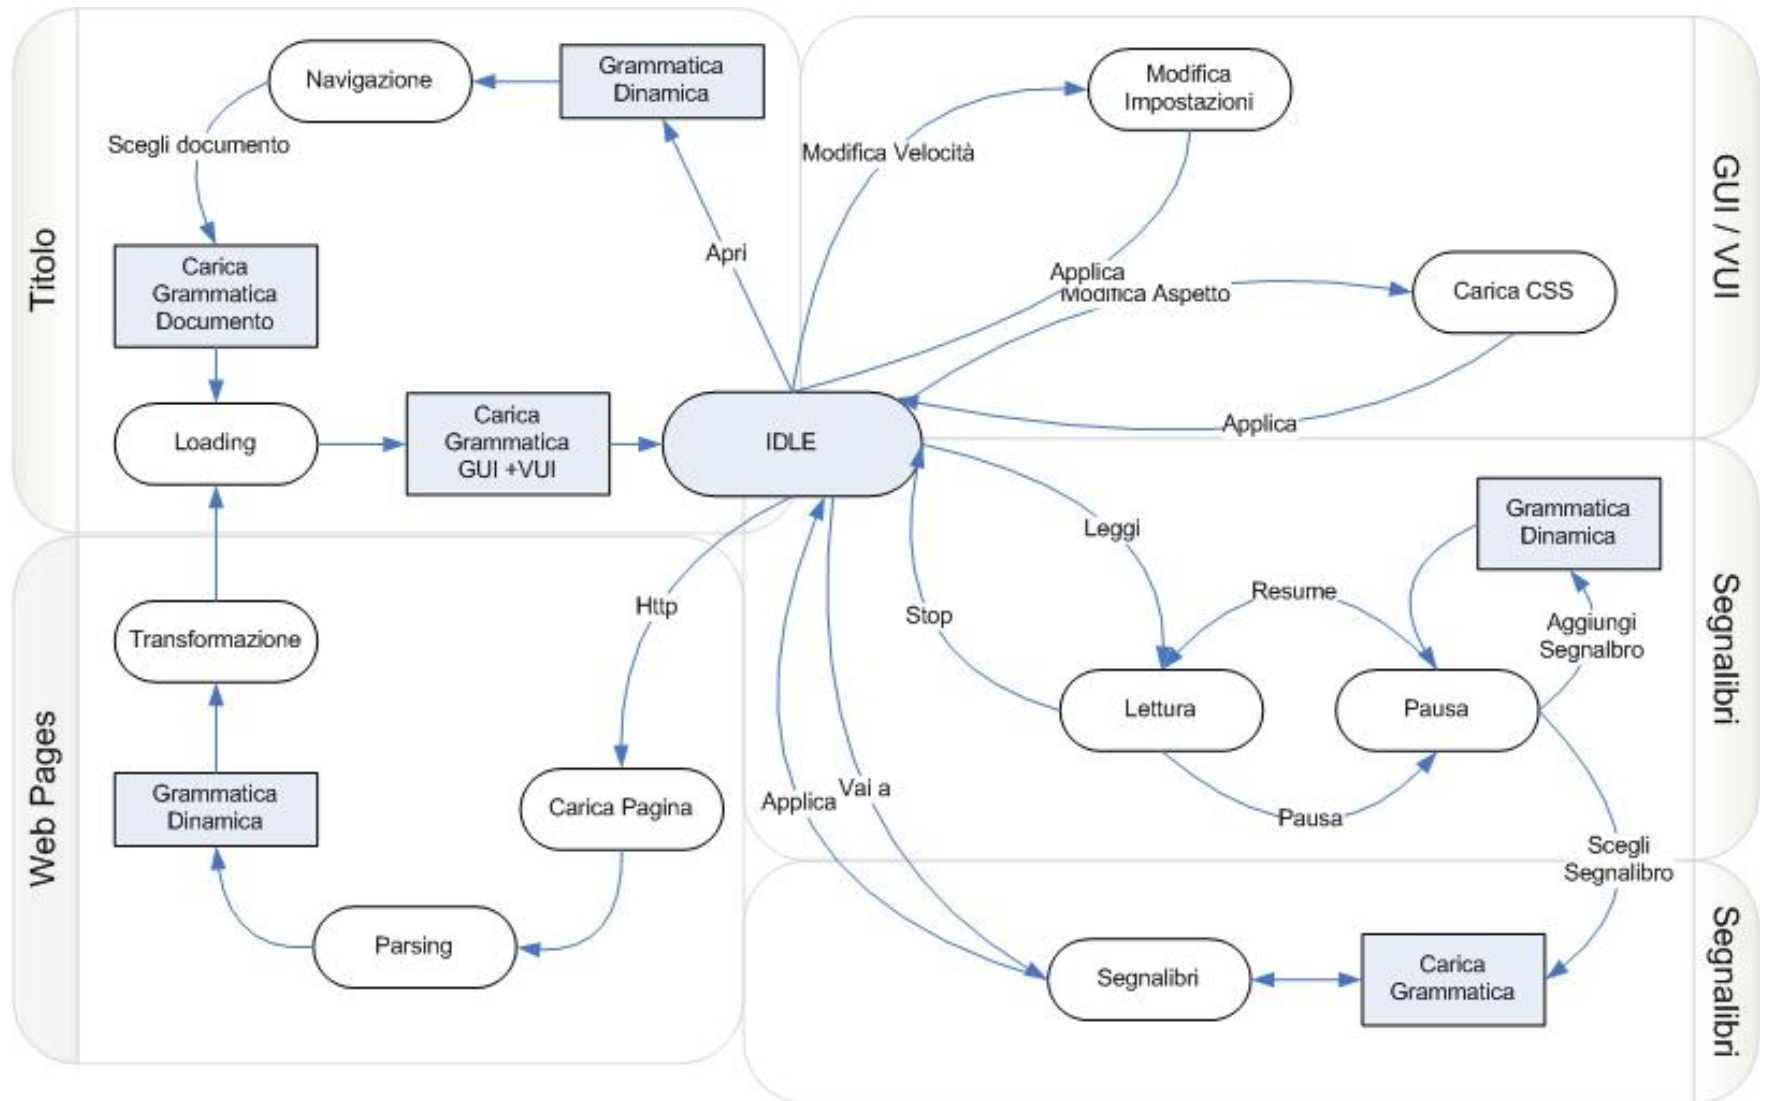 Titolo
Navigazione
Grammatica
Dinamica
Scegli documento
Apri
Carica
Grammatica
Documento
Loading
Carica
Grammatica
GUI +VUI
IDLE
GUI / VUI
Modifica
Impostazioni
Modifica Velocità
Applica
Modifica Aspetto
Carica CSS
Applica
Web Pages
Http
Transformazione
Grammatica
Dinamica
Carica Pagina
Parsing
Segnalibri
Leggi
Grammatica
Dinamica
Resume
Stop
Aggiungi
Segnalbro
Lettura
Pausa
Pausa
Applica
Vai a
Scegli
Segnalibro
Segnalibri
Segnalibri
Carica
Grammatica